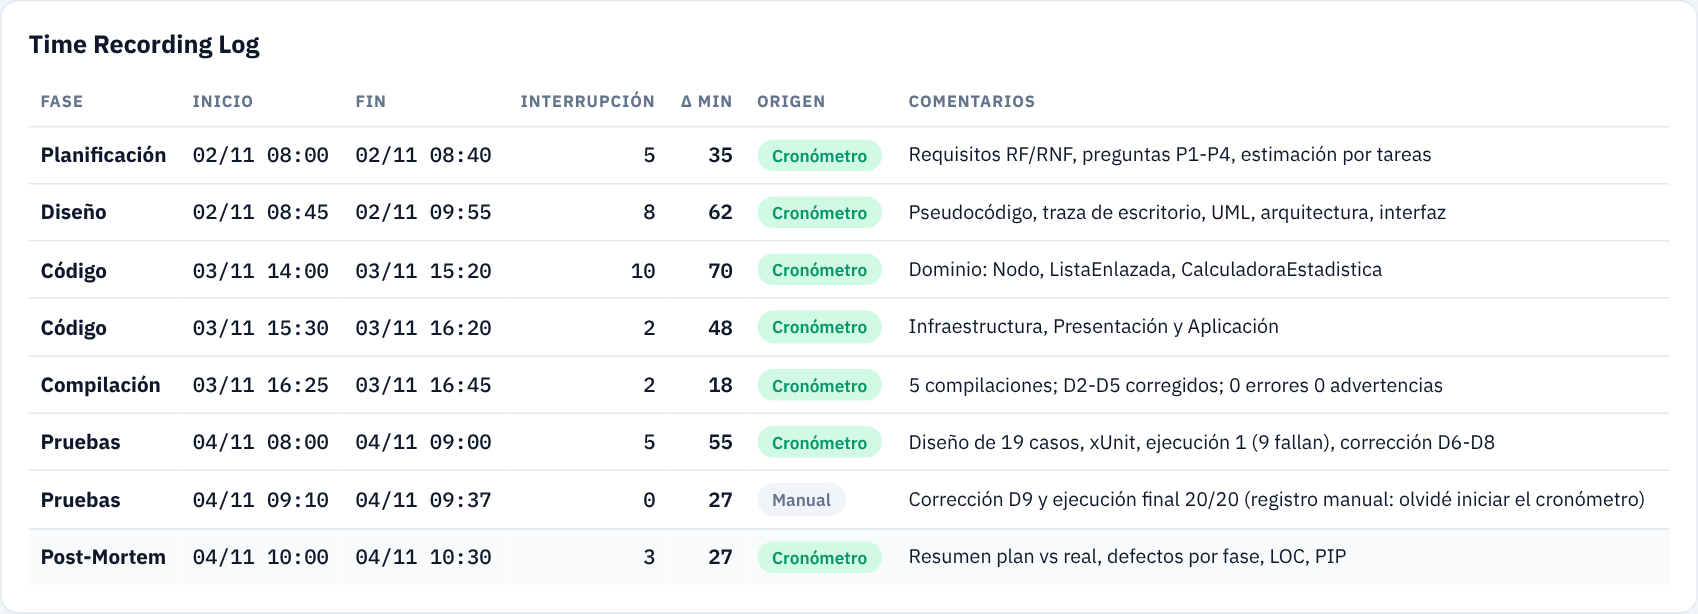 Time Recording Log
FASE INICIO FIN INTERRUPCIÓN Δ MIN ORIGEN COMENTARIOS
Planificación 02/11 08:00 02/11 08:40 5 35 Cronómetro Requisitos RF/RNF, preguntas P1-P4, estimación por tareas
Diseño 02/11 08:45 02/11 09:55 8 62 Cronómetro Pseudocódigo, traza de escritorio, UML, arquitectura, interfaz
Código 03/11 14:00 03/11 15:20 10 70 Cronómetro Dominio: Nodo, ListaEnlazada, CalculadoraEstadistica
Código 03/11 15:30 03/11 16:20 2 48 Cronómetro Infraestructura, Presentación y Aplicación
Compilación 03/11 16:25 03/11 16:45 2 18 Cronómetro 5 compilaciones; D2-D5 corregidos; 0 errores 0 advertencias
Pruebas 04/11 08:00 04/11 09:00 5 55 Cronómetro Diseño de 19 casos, xUnit, ejecución 1 (9 fallan), corrección D6-D8
Pruebas 04/11 09:10 04/11 09:37 0 27 Manual Corrección D9 y ejecución final 20/20 (registro manual: olvidé iniciar el cronómetro)
Post-Mortem 04/11 10:00 04/11 10:30 3 27 Cronómetro Resumen plan vs real, defectos por fase, LOC, PIP